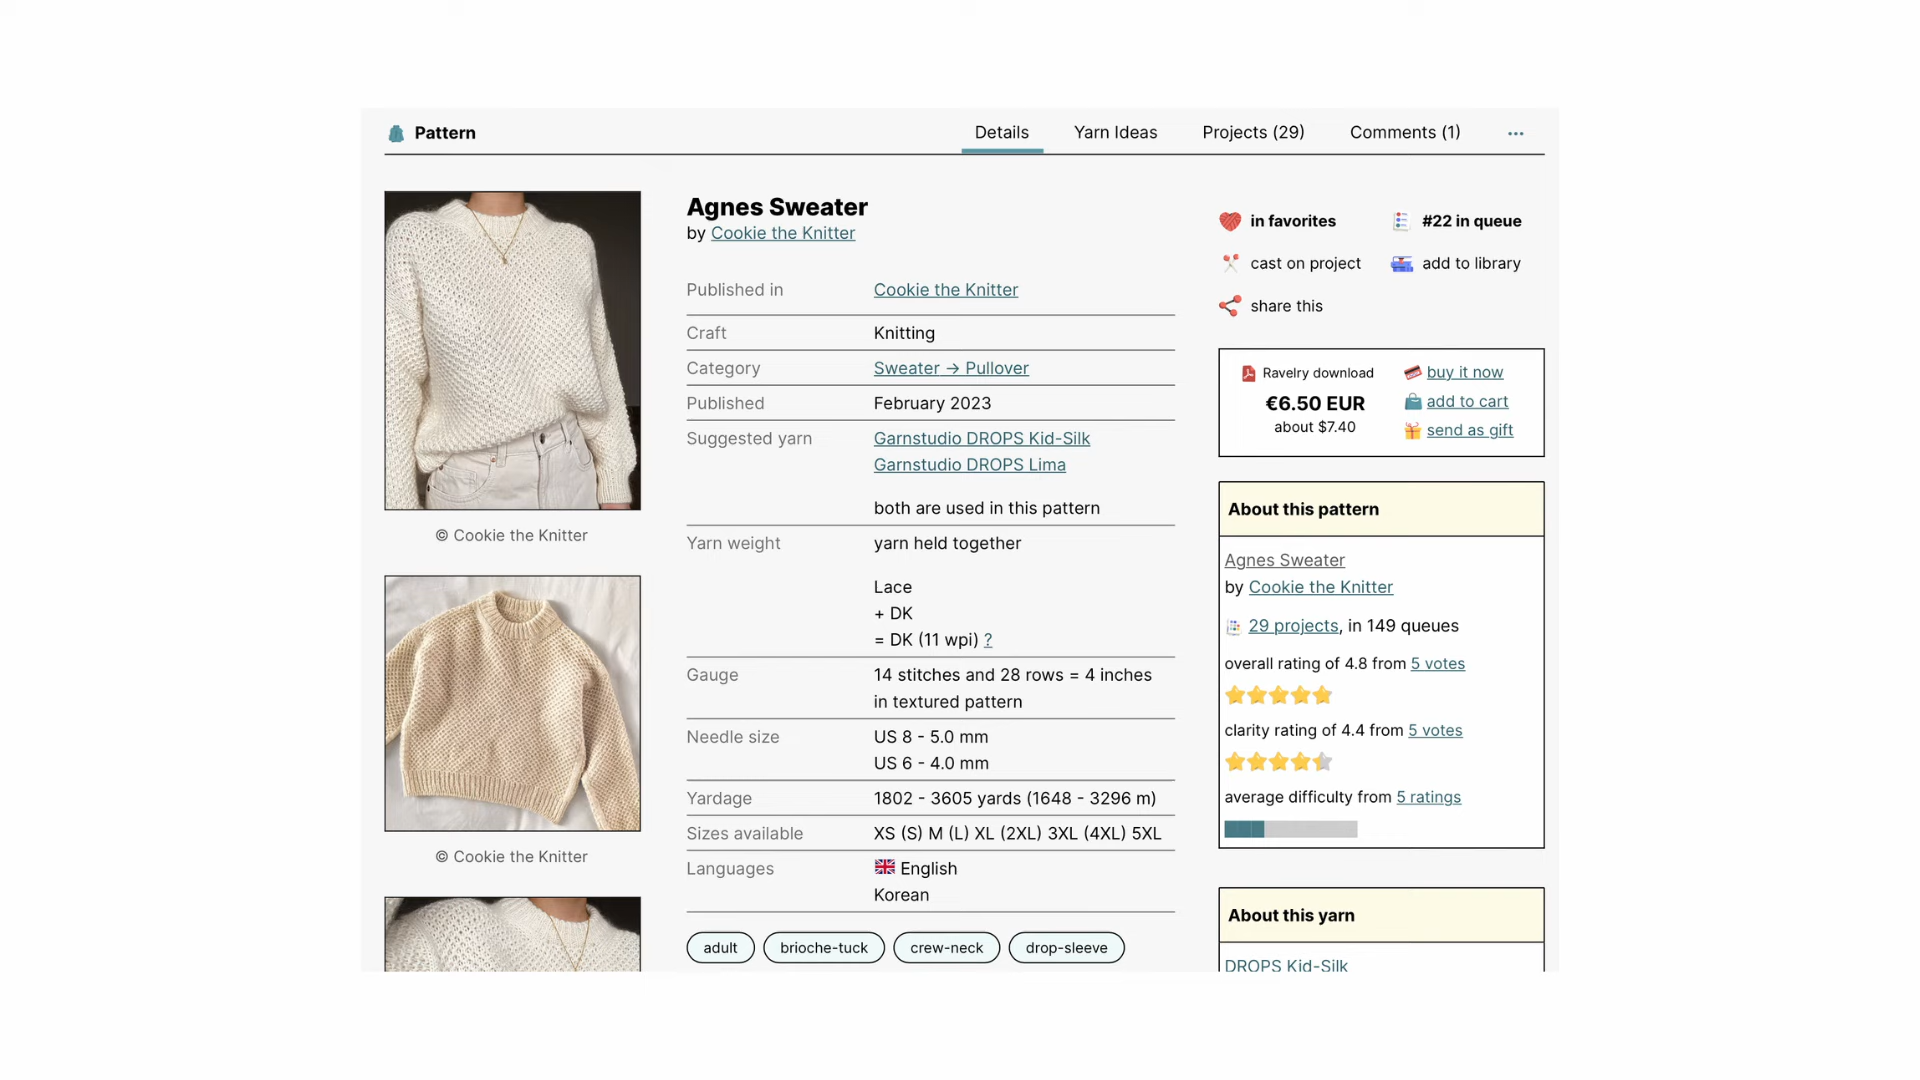 Pattern
Details
Yarn Ideas
Projects (29)
Comments (1)
Agnes Sweater
by Cookie the Knitter
Published in Cookie the Knitter
Craft Knitting
Category Sweater → Pullover
Published February 2023
Suggested yarn Garnstudio DROPS Kid-Silk
Garnstudio DROPS Lima
both are used in this pattern
Yarn weight yarn held together
Lace
+ DK
= DK (11 wpi) ?
Gauge 14 stitches and 28 rows = 4 inches
in textured pattern
Needle size US 8 - 5.0 mm
US 6 - 4.0 mm
Yardage 1802 - 3605 yards (1648 - 3296 m)
Sizes available XS (S) M (L) XL (2XL) 3XL (4XL) 5XL
Languages English
Korean
adult
brioche-tuck
crew-neck
drop-sleeve
© Cookie the Knitter
© Cookie the Knitter
in favorites
#22 in queue
cast on project
add to library
share this
Ravelry download
€6.50 EUR
about $7.40
buy it now
add to cart
send as gift
About this pattern
Agnes Sweater
by Cookie the Knitter
29 projects, in 149 queues
overall rating of 4.8 from 5 votes
clarity rating of 4.4 from 5 votes
average difficulty from 5 ratings
About this yarn
DROPS Kid-Silk